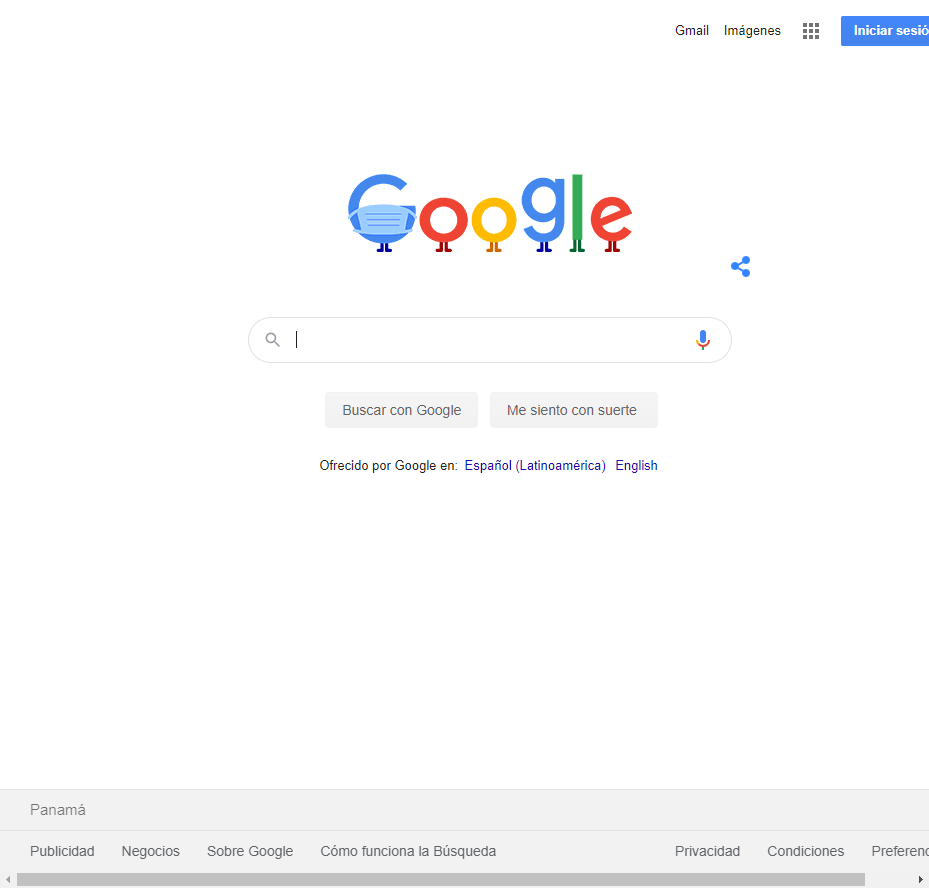 Gmail Imágenes Iniciar sesió
Google
Buscar con Google Me siento con suerte
Ofrecido por Google en: Español (Latinoamérica) English
Panamá
Publicidad Negocios Sobre Google Cómo funciona la Búsqueda Privacidad Condiciones Preferenc